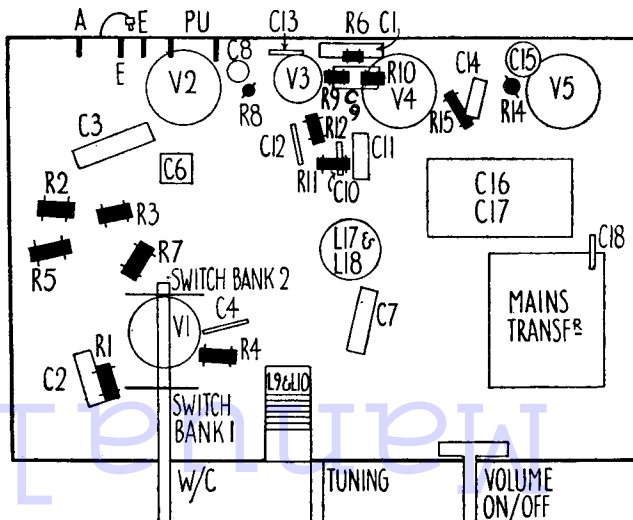 A E PU C8 C13 R6 C1
E V2 V3 R10 C15
R8 R9 C9 V4 C14 R14 V5
C3 R12 R15
C12 C11
C6 R11 C10
R2 R3
C16
C17
R5 R7 L17 &
L18
C18
SWITCH BANK 2
V1 C4 C7
MAINS
TRANSFR
R1 R4
C2 L9&L10
SWITCH
BANK 1
Manual
W/C TUNING VOLUME
ON/OFF